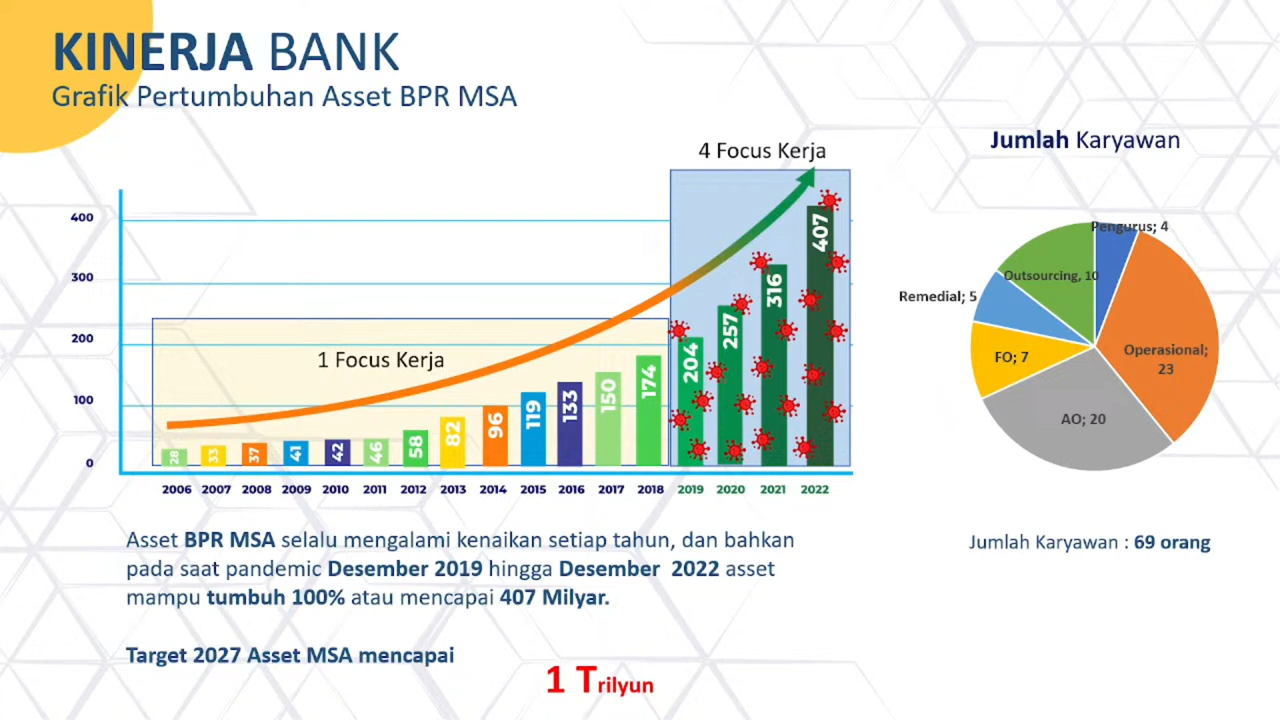 KINERJA BANK
Grafik Pertumbuhan Asset BPR MSA
4 Focus Kerja
1 Focus Kerja
400
300
200
100
0
28
33
37
41
42
46
58
82
96
119
133
150
174
204
257
316
407
2006 2007 2008 2009 2010 2011 2012 2013 2014 2015 2016 2017 2018 2019 2020 2021 2022
Asset BPR MSA selalu mengalami kenaikan setiap tahun, dan bahkan
pada saat pandemic Desember 2019 hingga Desember 2022 asset
mampu tumbuh 100% atau mencapai 407 Milyar.
Target 2027 Asset MSA mencapai
1 Trilyun
Jumlah Karyawan
Pengurus; 4
Outsourcing, 10
Remedial; 5
Operasional;
23
FO; 7
AO; 20
Jumlah Karyawan : 69 orang